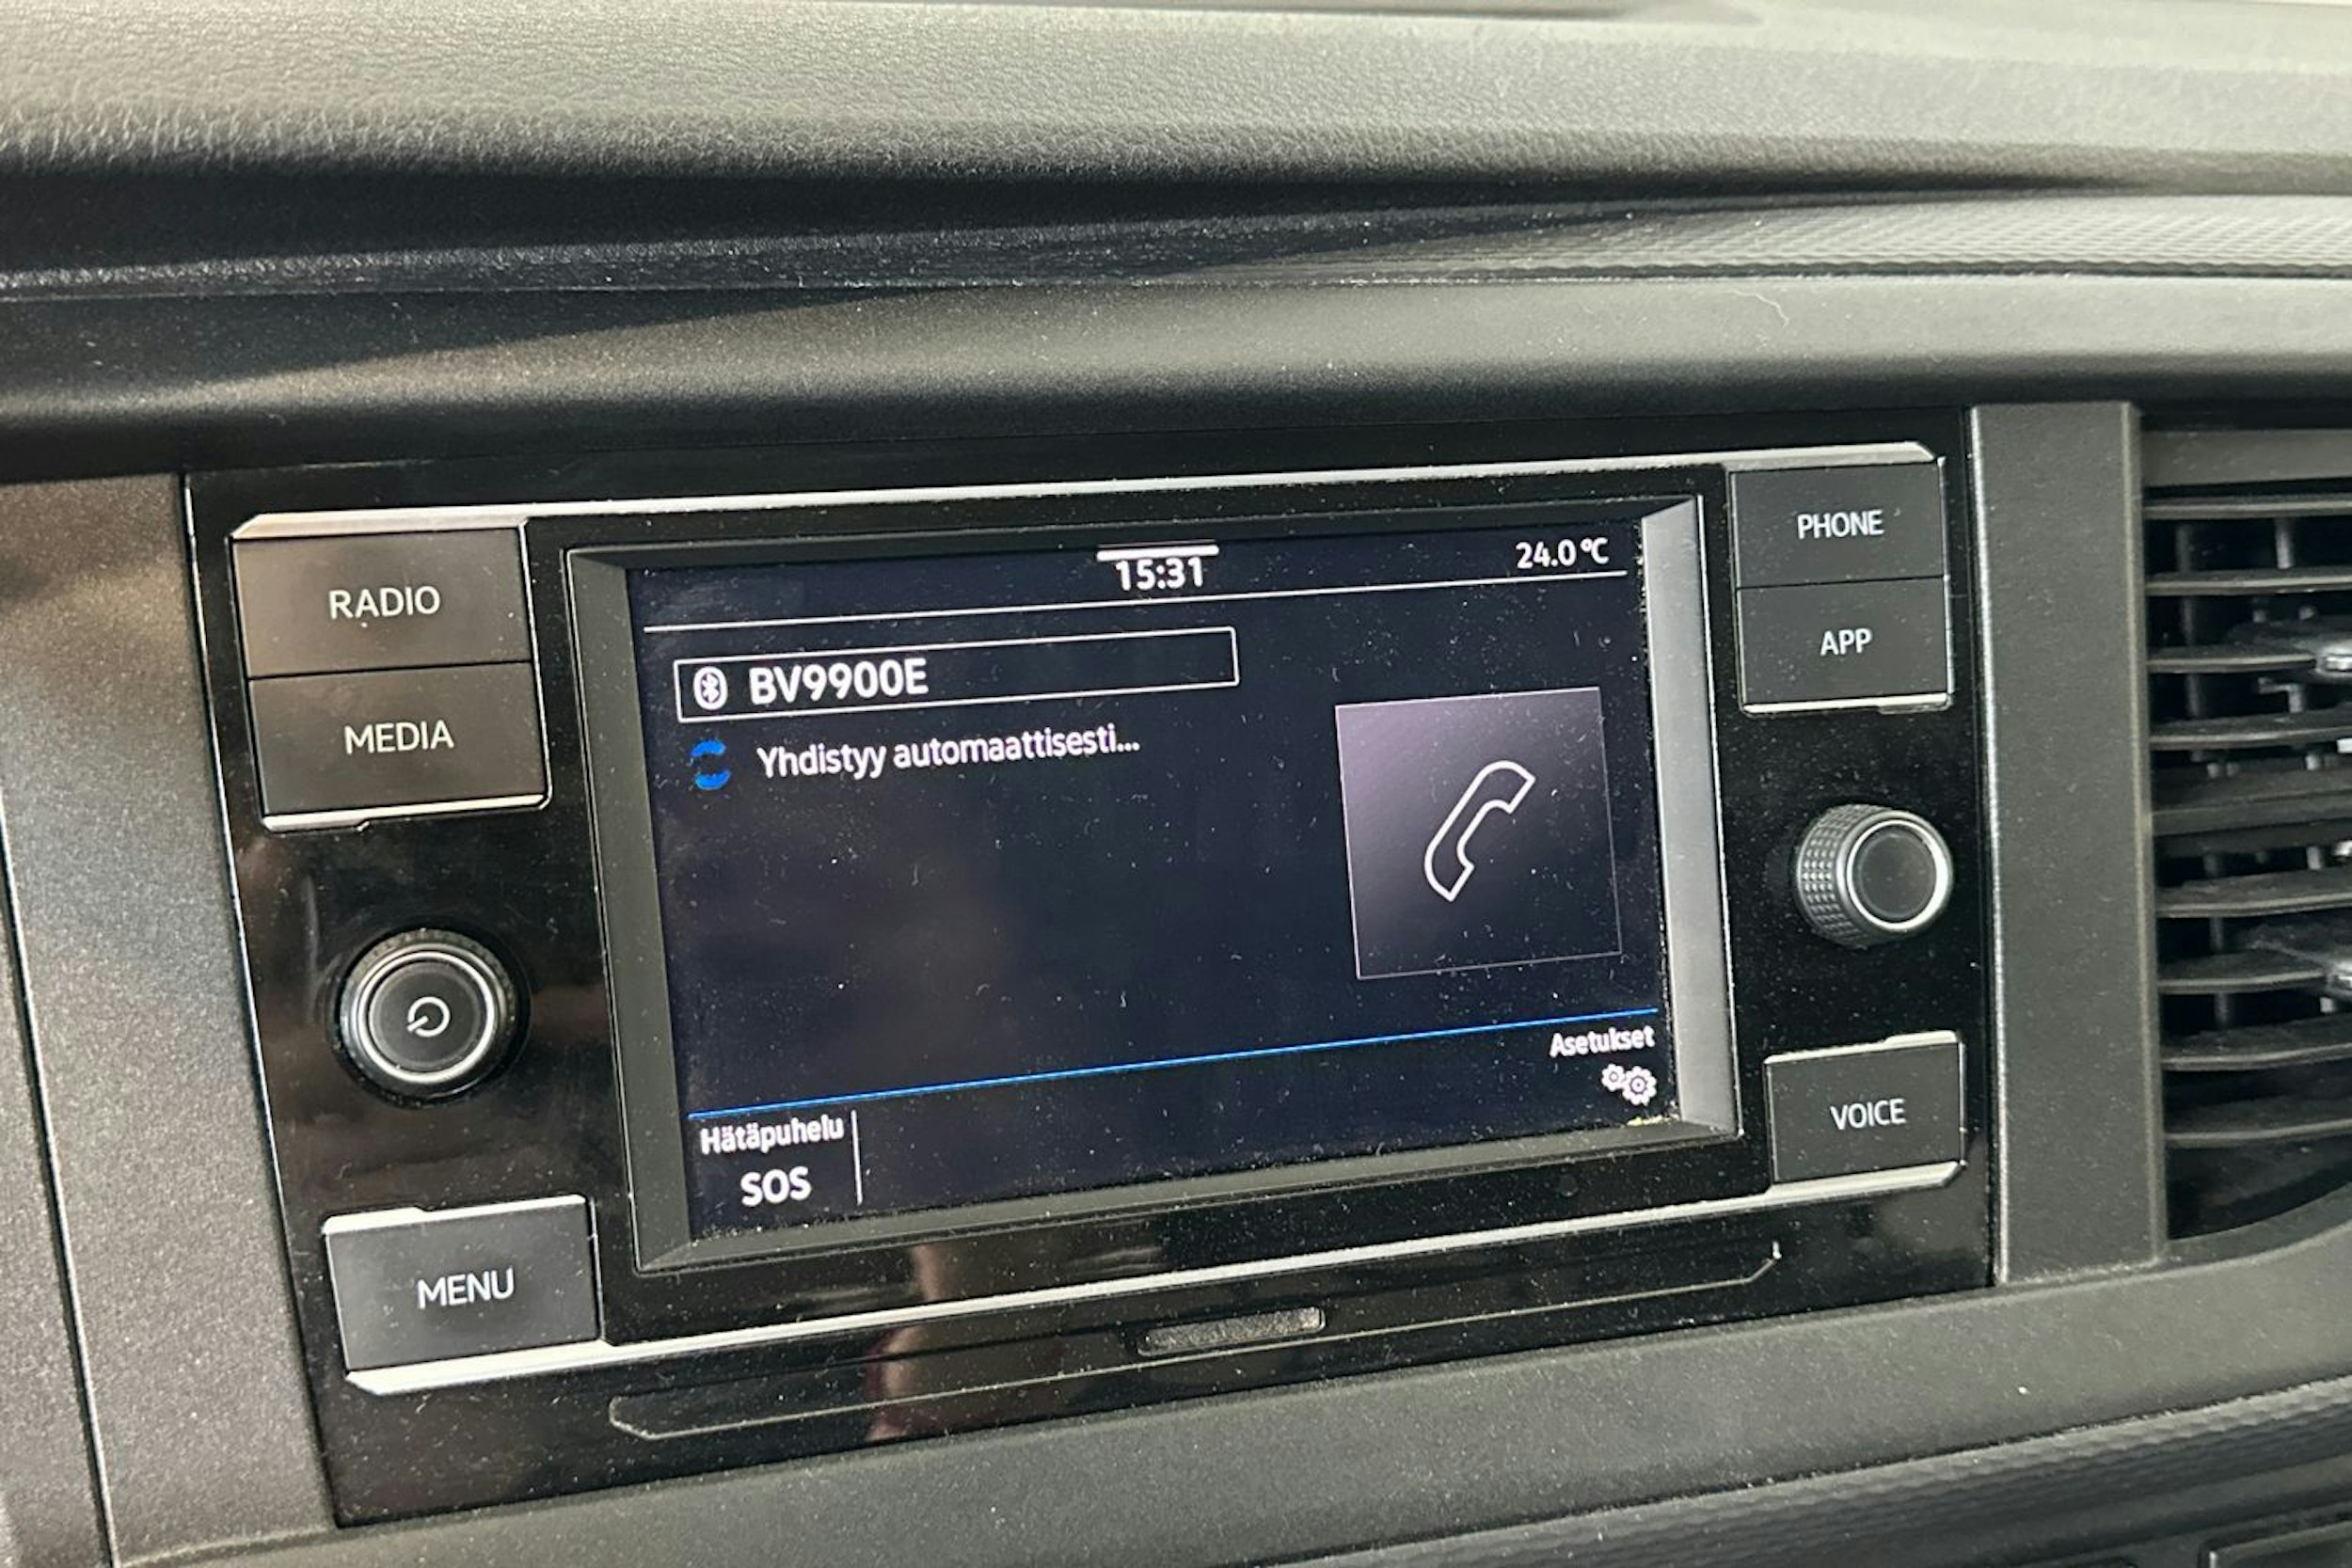 RADIO
MEDIA
MENU
15:31
24.0 °C
BV9900E
Yhdistyy automaattisesti...
Asetukset
Hätäpuhelu
SOS
PHONE
APP
VOICE